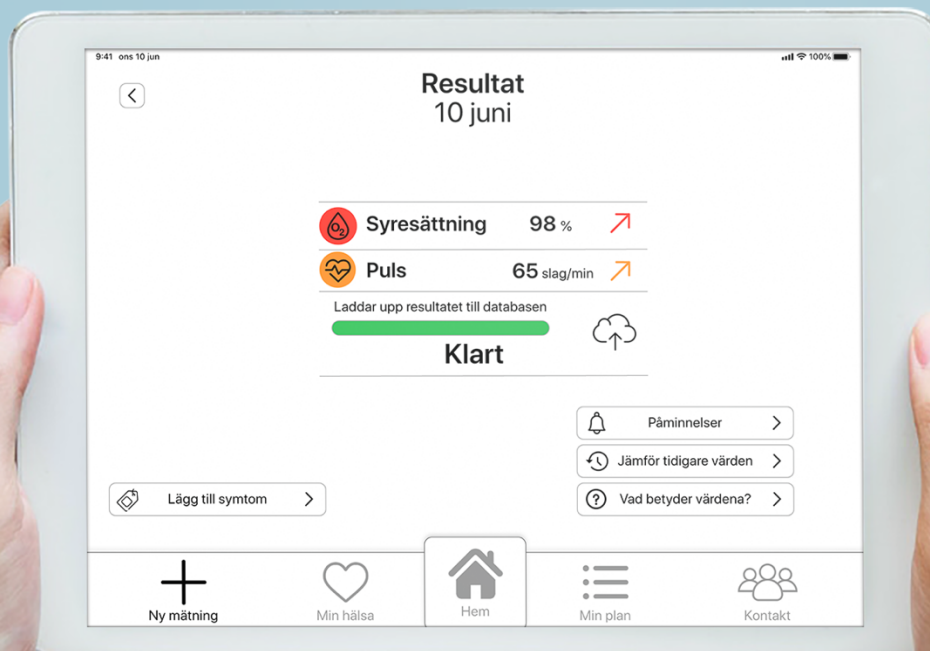 9:41 ons 10 jun
100%
Resultat
10 juni
O2
Syresättning 98 %
Puls 65 slag/min
Laddar upp resultatet till databasen
Klart
Påminnelser
Jämför tidigare värden
Lägg till symtom
? Vad betyder värdena?
Ny mätning
Min hälsa
Hem
Min plan
Kontakt